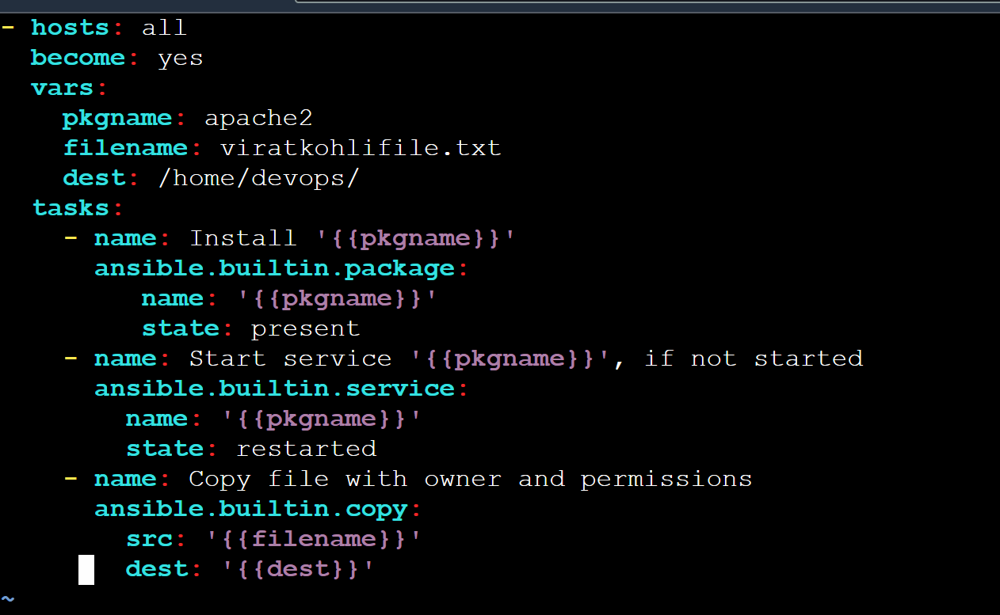 - hosts: all
  become: yes
  vars:
    pkgname: apache2
    filename: viratkohlifile.txt
    dest: /home/devops/
  tasks:
    - name: Install '{{pkgname}}'
      ansible.builtin.package:
         name: '{{pkgname}}'
         state: present
    - name: Start service '{{pkgname}}', if not started
      ansible.builtin.service:
        name: '{{pkgname}}'
        state: restarted
    - name: Copy file with owner and permissions
      ansible.builtin.copy:
        src: '{{filename}}'
        dest: '{{dest}}'
~